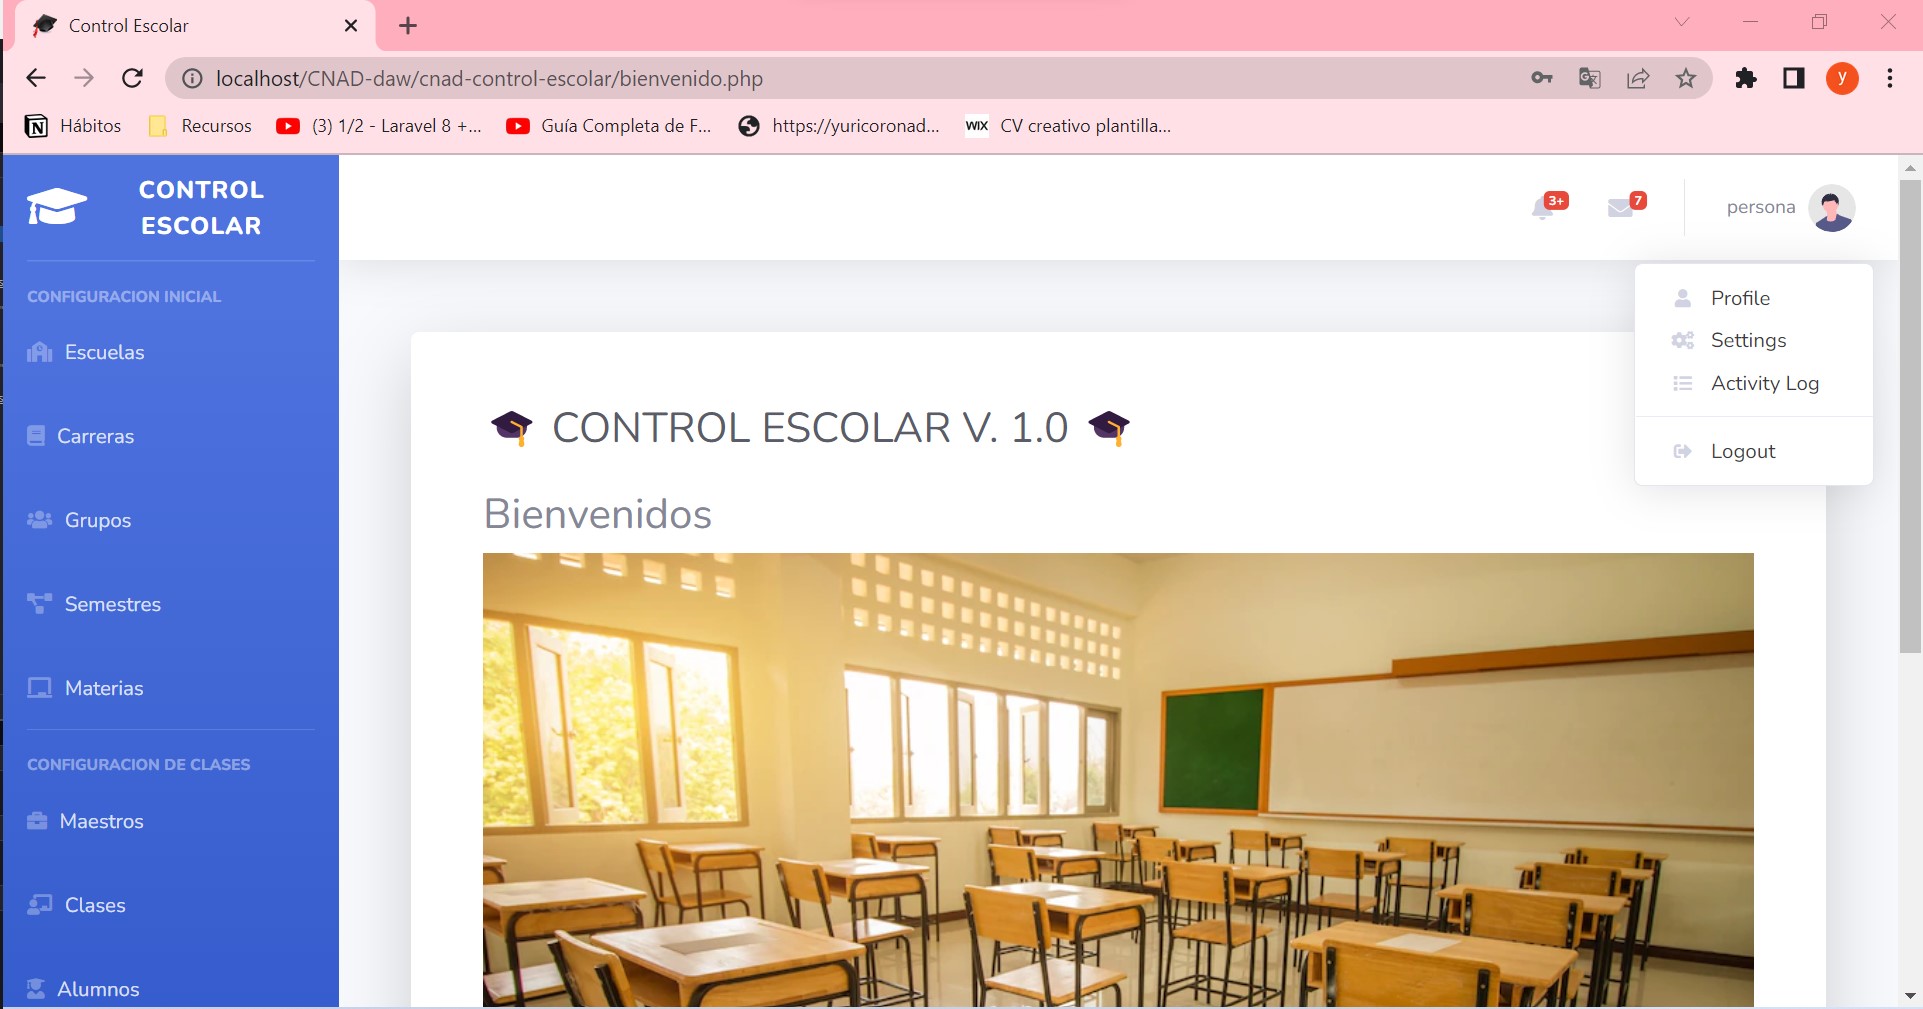 Control Escolar
localhost/CNAD-daw/cnad-control-escolar/bienvenido.php
y
Hábitos
Recursos
(3) 1/2 - Laravel 8 +...
Guía Completa de F...
https://yuricoronad...
WIX CV creativo plantilla...
CONTROL
ESCOLAR
3+
7
persona
CONFIGURACION INICIAL
Escuelas
Carreras
Grupos
Semestres
Materias
CONFIGURACION DE CLASES
Maestros
Clases
Alumnos
Profile
Settings
Activity Log
Logout
CONTROL ESCOLAR V. 1.0
Bienvenidos